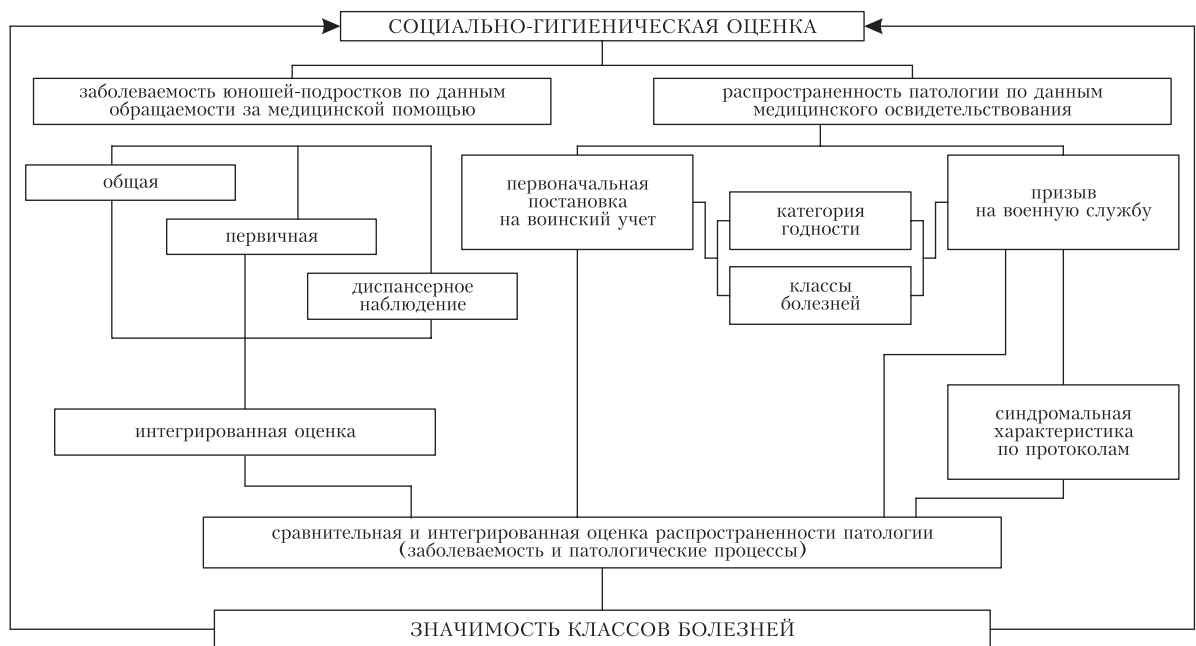 СОЦИАЛЬНО-ГИГИЕНИЧЕСКАЯ ОЦЕНКА
заболеваемость юношей-подростков по данным
обращаемости за медицинской помощью
распространенность патологии по данным
медицинского освидетельствования
общая
первичная
диспансерное
наблюдение
первоначальная
постановка
на воинский учет
категория
годности
классы
болезней
призыв
на военную службу
интегрированная оценка
синдромальная
характеристика
по протоколам
сравнительная и интегрированная оценка распространенности патологии
(заболеваемость и патологические процессы)
ЗНАЧИМОСТЬ КЛАССОВ БОЛЕЗНЕЙ